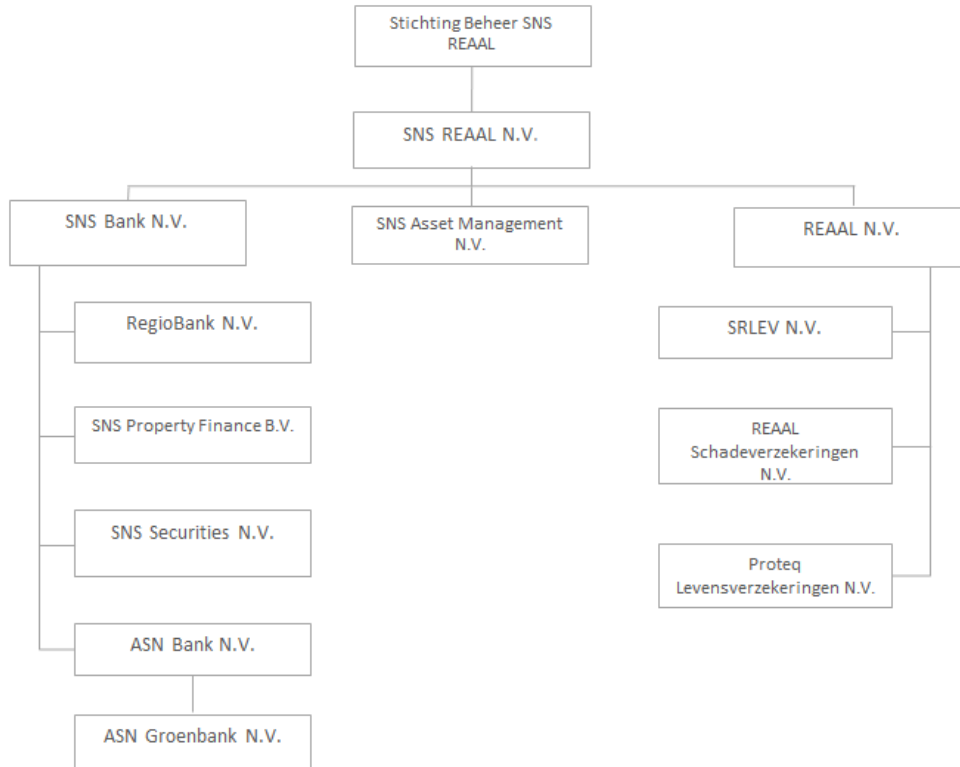 Stichting Beheer SNS
REAAL
SNS REAAL N.V.
SNS Bank N.V.
SNS Asset Management
N.V.
REAAL N.V.
RegioBank N.V.
SRLEV N.V.
SNS Property Finance B.V.
REAAL
Schadeverzekeringen
N.V.
SNS Securities N.V.
Proteq
Levensverzekeringen N.V.
ASN Bank N.V.
ASN Groenbank N.V.